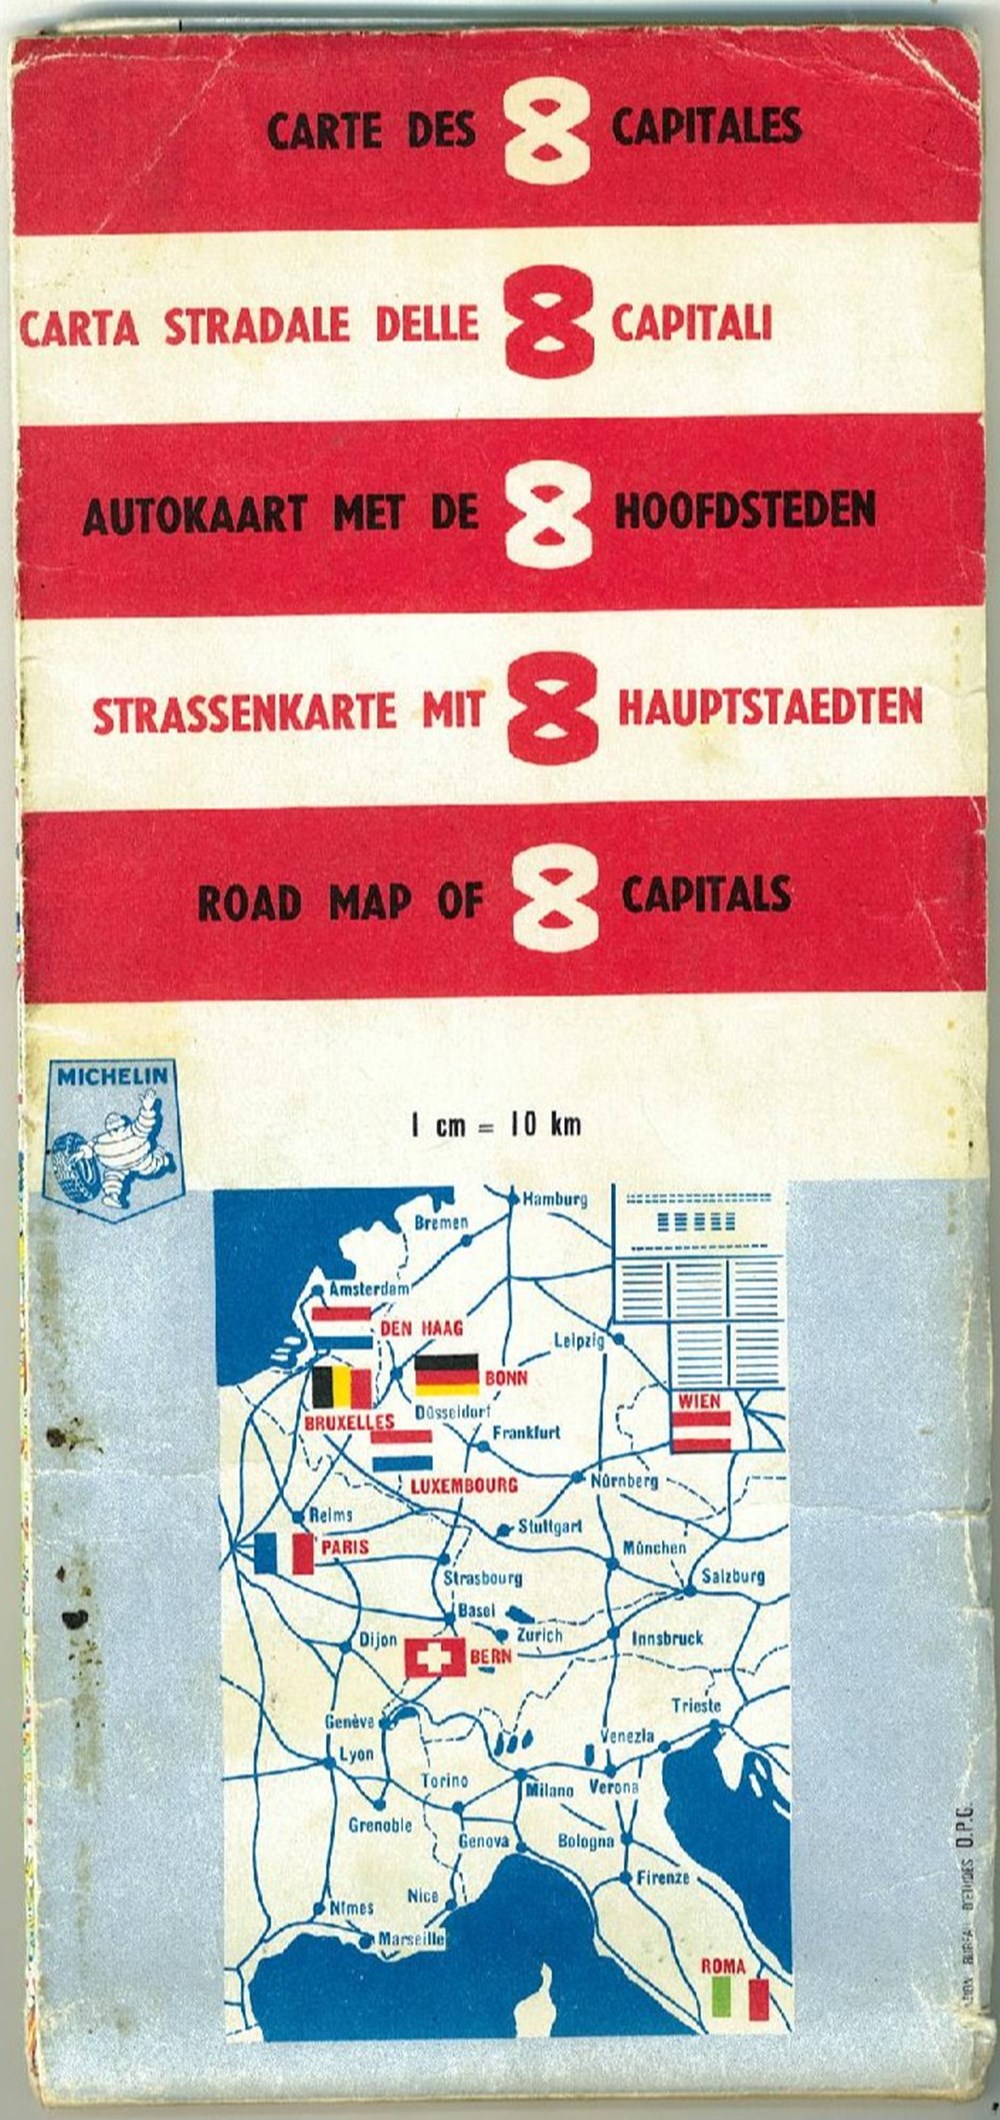 CARTE DES 8 CAPITALES
CARTA STRADALE DELLE 8 CAPITALI
AUTOKAART MET DE 8 HOOFDSTEDEN
STRASSENKARTE MIT 8 HAUPTSTAEDTEN
ROAD MAP OF 8 CAPITALS
MICHELIN
1 cm = 10 km
Hamburg
Bremen
Amsterdam
DEN HAAG
Leipzig
BONN
WIEN
Düsseldorf
BRUXELLES
Frankfurt
LUXEMBOURG
Nürnberg
Reims
Stuttgart
PARIS
München
Strasbourg
Salzburg
Basel
Zurich
Dijon
Innsbruck
BERN
Trieste
Genève
Venezia
Lyon
Torino
Milano
Verona
Grenoble
Genova
Bologna
Firenze
Nice
Nîmes
Marseille
ROMA
D'ETUDES O.P.G.